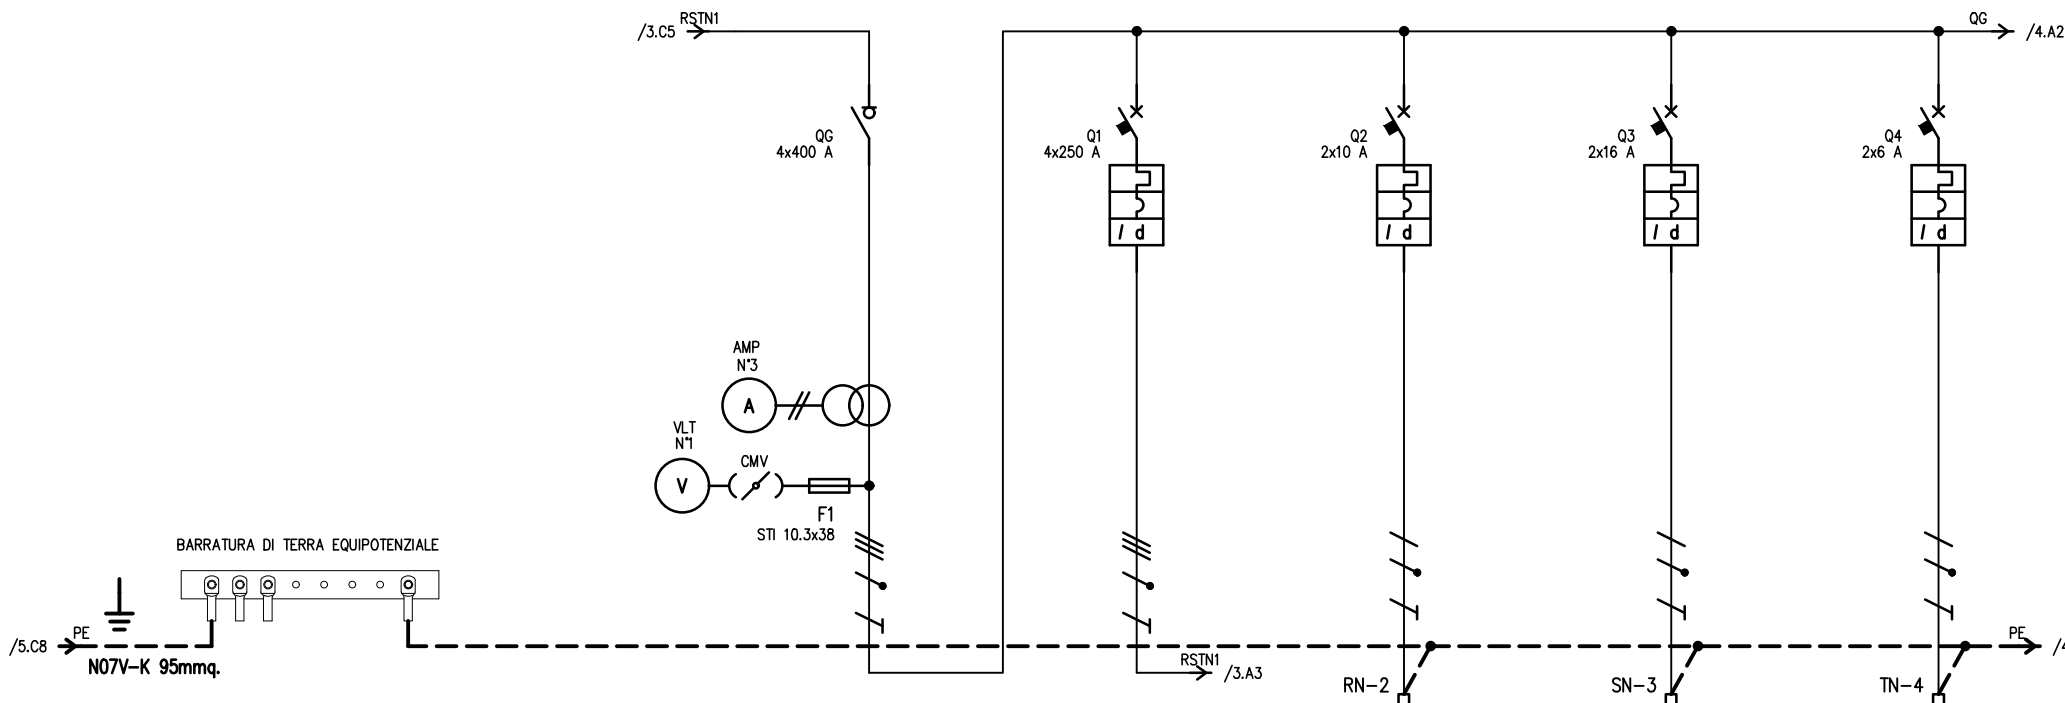 RSTN1
/3.C5
QG
/4.A2
QG
4x400 A
Q1
4x250 A
I d
Q2
2x10 A
I d
Q3
2x16 A
I d
Q4
2x6 A
I d
AMP
N°3
A
VLT
N°1
V
CMV
F1
STI 10.3x38
BARRATURA DI TERRA EQUIPOTENZIALE
/5.C8
PE
N07V-K 95mmq.
RSTN1
/3.A3
RN-2
SN-3
TN-4
PE
/4